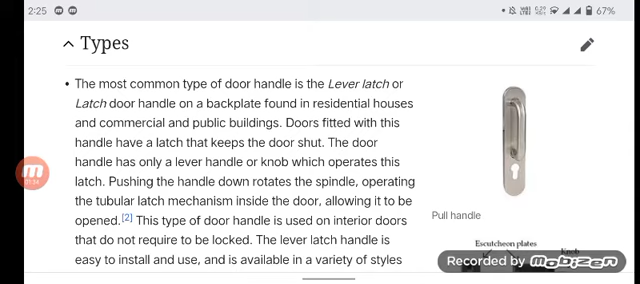 2:25
67%
Types
• The most common type of door handle is the Lever latch or
Latch door handle on a backplate found in residential houses
and commercial and public buildings. Doors fitted with this
handle have a latch that keeps the door shut. The door
handle has only a lever handle or knob which operates this
latch. Pushing the handle down rotates the spindle, operating
the tubular latch mechanism inside the door, allowing it to be
opened.[2] This type of door handle is used on interior doors
that do not require to be locked. The lever latch handle is
easy to install and use, and is available in a variety of styles
Pull handle
Escutcheon plates
Knob
Recorded by Mobizen